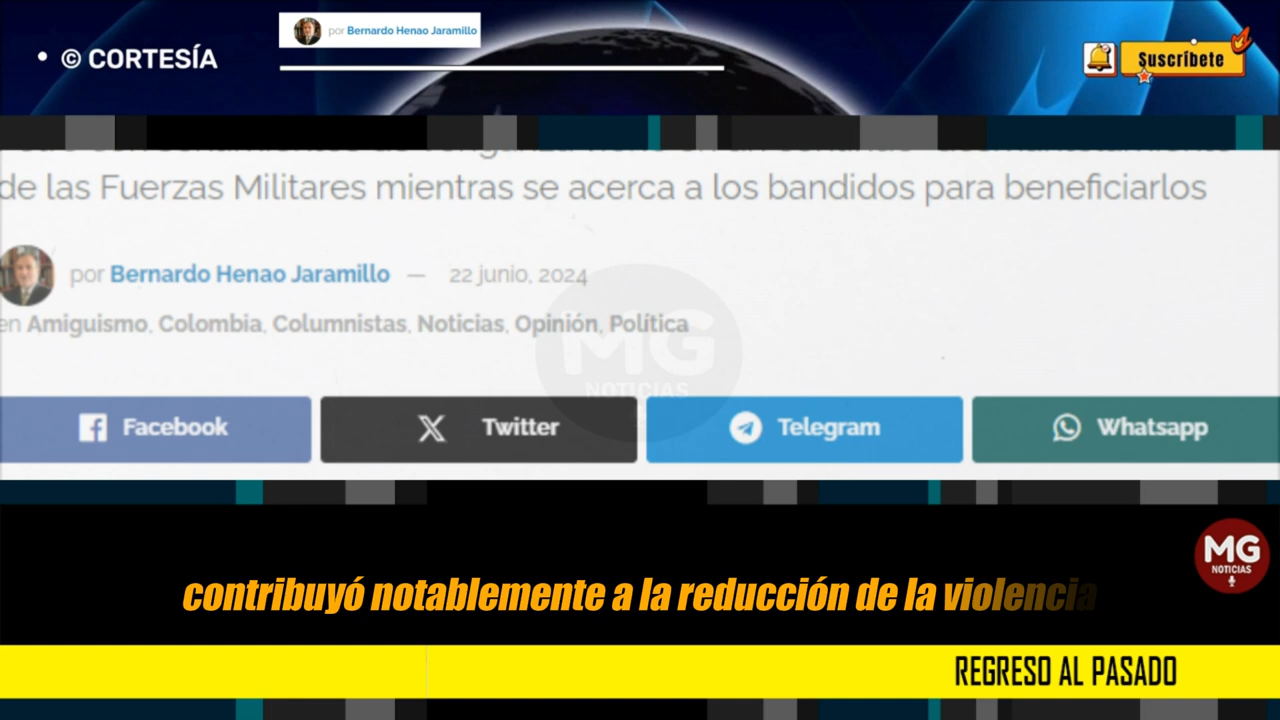 por Bernardo Henao Jaramillo
• © CORTESÍA
Suscríbete
de las Fuerzas Militares mientras se acerca a los bandidos para beneficiarlos
por Bernardo Henao Jaramillo — 22 junio, 2024
en Amiguismo, Colombia, Columnistas, Noticias, Opinión, Política
MG
NOTICIAS
Facebook
Twitter
Telegram
Whatsapp
MG
NOTICIAS
contribuyó notablemente a la reducción de la violencia
REGRESO AL PASADO